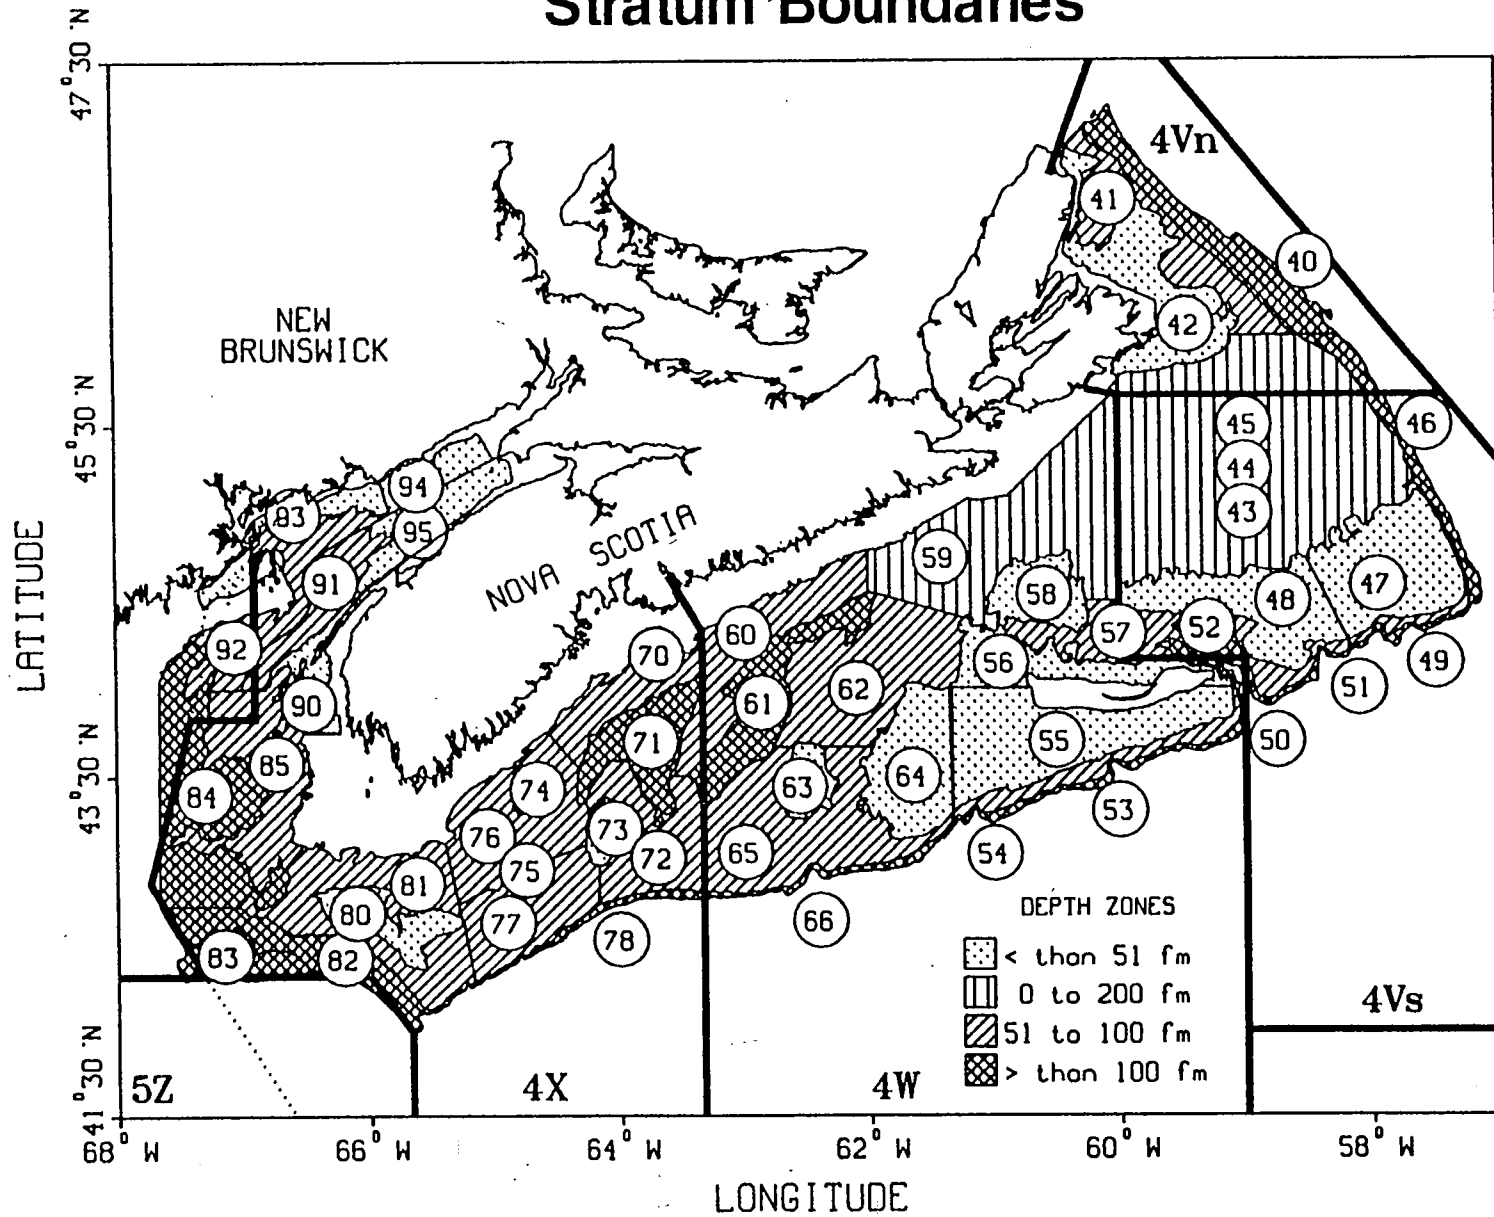 Stratum Boundaries
47°30'N
4Vn
41
40
NEW
BRUNSWICK
42
45°30'N
45
46
44
43
94
93
95
NOVA SCOTIA
59
91
58
47
48
LATITUDE
92
60
57
52
70
56
49
90
61
62
51
71
55
50
43°30'N
85
84
74
63
64
53
76
73
75
72
65
54
81
80
77
78
66
DEPTH ZONES
83
82
< than 51 fm
0 to 200 fm
51 to 100 fm
> than 100 fm
4Vs
41°30'N
5Z
4X
4W
68° W
66° W
64° W
62° W
60° W
58° W
LONGITUDE